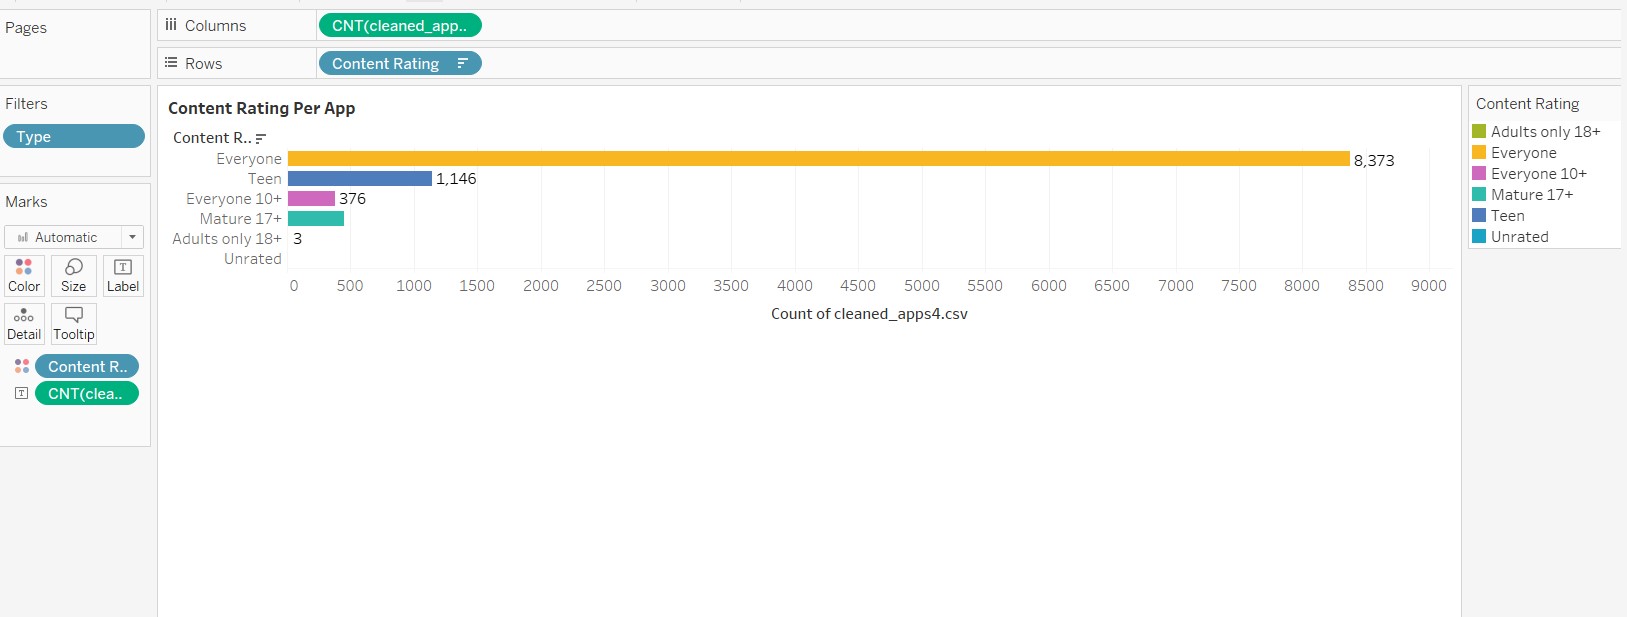 Pages
Columns
CNT(cleaned_app..
Rows
Content Rating
Filters
Type
Marks
Automatic
Color
Size
Label
Detail
Tooltip
Content R..
CNT(clea..
Content Rating Per App
Content R..
Everyone
8,373
Teen
1,146
Everyone 10+
376
Mature 17+
Adults only 18+
3
Unrated
0 500 1000 1500 2000 2500 3000 3500 4000 4500 5000 5500 6000 6500 7000 7500 8000 8500 9000
Count of cleaned_apps4.csv
Content Rating
Adults only 18+
Everyone
Everyone 10+
Mature 17+
Teen
Unrated